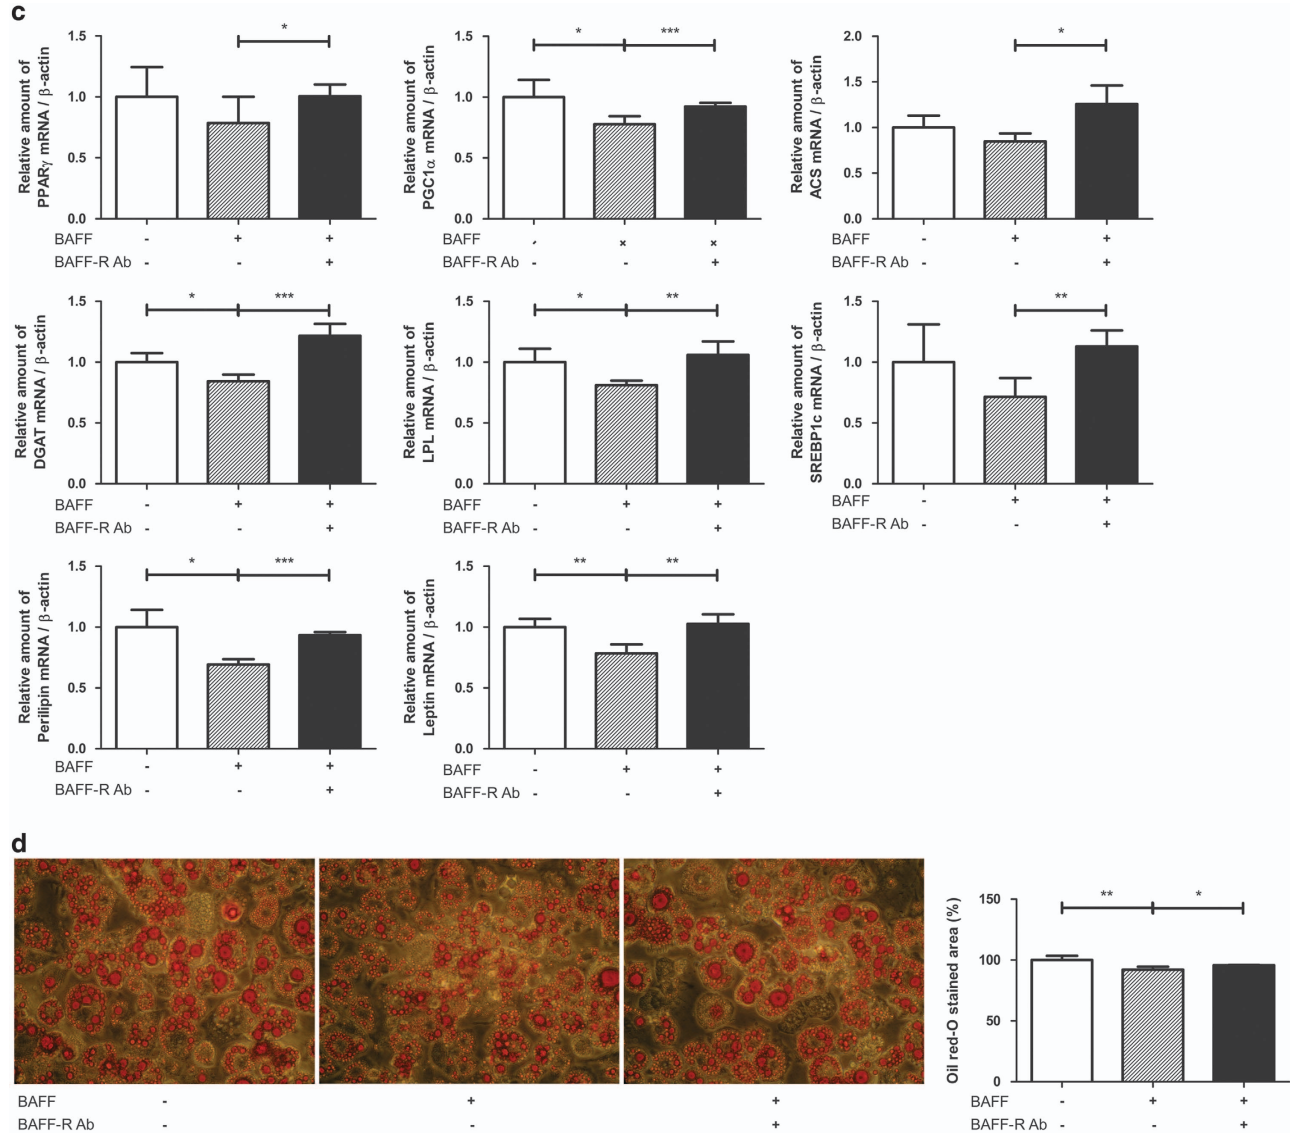 c
Relative amount of
PPARγ mRNA / β-actin
1.5
1.0
0.5
0.0
*
BAFF - + +
BAFF-R Ab - - +
Relative amount of
PGC1α mRNA / β-actin
1.5
1.0
0.5
0.0
* ***
BAFF - + +
BAFF-R Ab - - +
Relative amount of
ACS mRNA / β-actin
2.0
1.5
1.0
0.5
0.0
*
BAFF - + +
BAFF-R Ab - - +
Relative amount of
DGAT mRNA / β-actin
1.5
1.0
0.5
0.0
* ***
BAFF - + +
BAFF-R Ab - - +
Relative amount of
LPL mRNA / β-actin
1.5
1.0
0.5
0.0
* **
BAFF - + +
BAFF-R Ab - - +
Relative amount of
SREBP1c mRNA / β-actin
1.5
1.0
0.5
0.0
**
BAFF - + +
BAFF-R Ab - - +
Relative amount of
Perilipin mRNA / β-actin
1.5
1.0
0.5
0.0
* ***
BAFF - + +
BAFF-R Ab - - +
Relative amount of
Leptin mRNA / β-actin
1.5
1.0
0.5
0.0
** **
BAFF - + +
BAFF-R Ab - - +
d
BAFF - + +
BAFF-R Ab - - +
Oil red-O stained area (%)
150
100
50
0
** *
BAFF - + +
BAFF-R Ab - - +